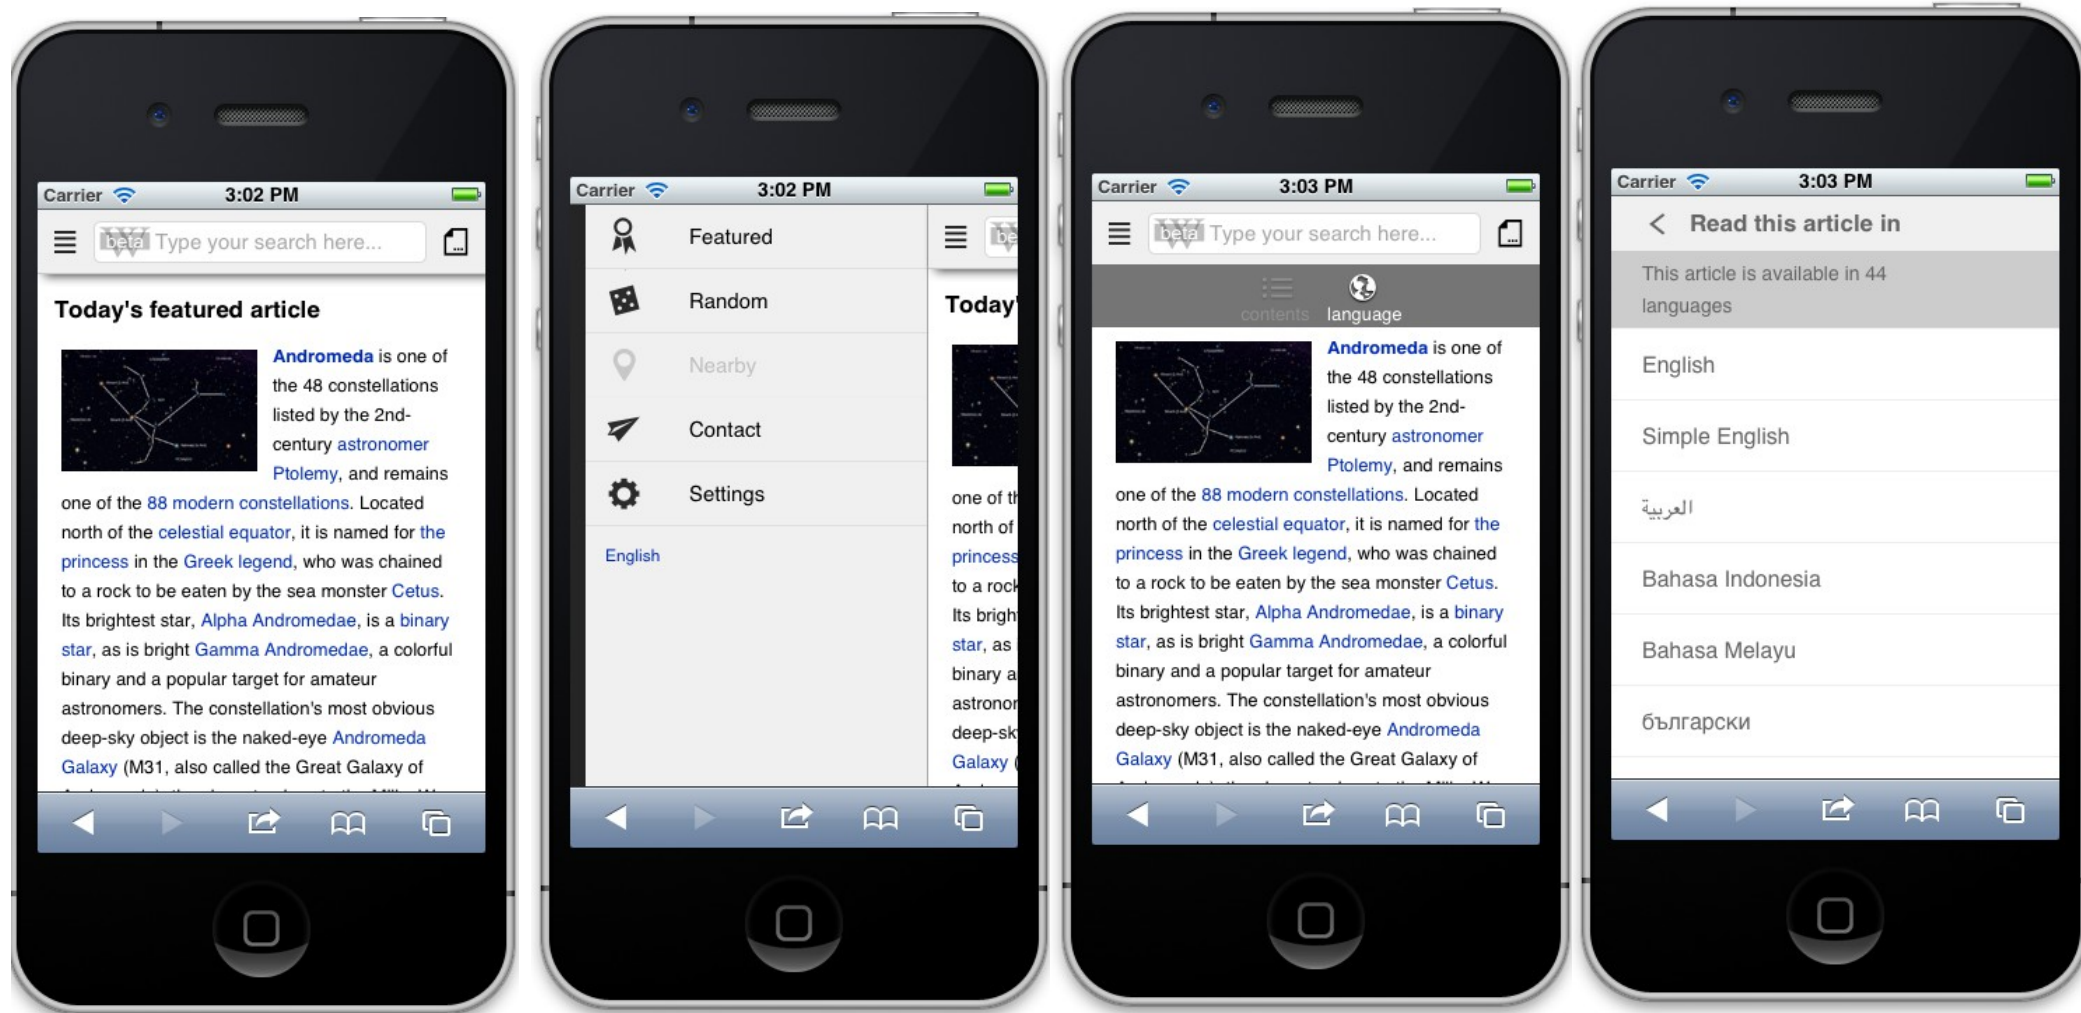 Carrier
3:02 PM
beta Type your search here...
Today's featured article
Andromeda is one of
the 48 constellations
listed by the 2nd-
century astronomer
Ptolemy, and remains
one of the 88 modern constellations. Located
north of the celestial equator, it is named for the
princess in the Greek legend, who was chained
to a rock to be eaten by the sea monster Cetus.
Its brightest star, Alpha Andromedae, is a binary
star, as is bright Gamma Andromedae, a colorful
binary and a popular target for amateur
astronomers. The constellation's most obvious
deep-sky object is the naked-eye Andromeda
Galaxy (M31, also called the Great Galaxy of
Carrier
3:02 PM
Featured
Random
Nearby
Contact
Settings
English
be
Today'
one of th
north of
princess
to a rock
Its brigh
star, as
binary a
astronor
deep-sk
Galaxy (
Carrier
3:03 PM
beta Type your search here...
contents language
Andromeda is one of
the 48 constellations
listed by the 2nd-
century astronomer
Ptolemy, and remains
one of the 88 modern constellations. Located
north of the celestial equator, it is named for the
princess in the Greek legend, who was chained
to a rock to be eaten by the sea monster Cetus.
Its brightest star, Alpha Andromedae, is a binary
star, as is bright Gamma Andromedae, a colorful
binary and a popular target for amateur
astronomers. The constellation's most obvious
deep-sky object is the naked-eye Andromeda
Galaxy (M31, also called the Great Galaxy of
Carrier
3:03 PM
Read this article in
This article is available in 44
languages
English
Simple English
العربية
Bahasa Indonesia
Bahasa Melayu
български